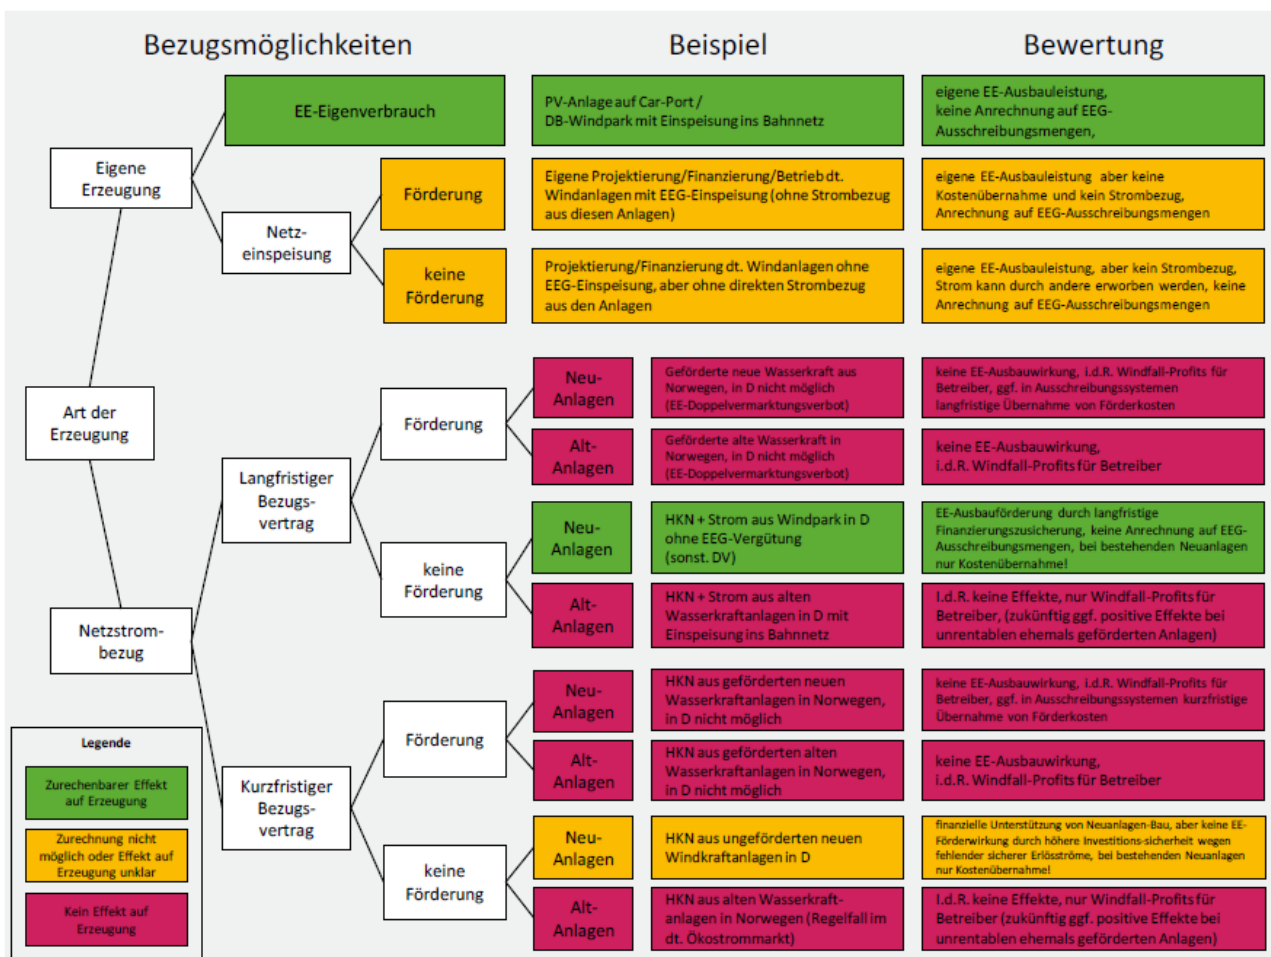 Bezugsmöglichkeiten
Beispiel
Bewertung
EE-Eigenverbrauch
PV-Anlage auf Car-Port /
DB-Windpark mit Einspeisung ins Bahnnetz
eigene EE-Ausbauleistung,
keine Anrechnung auf EEG-
Ausschreibungsmengen,
Eigene
Erzeugung
Förderung
Eigene Projektierung/Finanzierung/Betrieb dt.
Windanlagen mit EEG-Einspeisung (ohne Strombezug
aus diesen Anlagen)
eigene EE-Ausbauleistung aber keine
Kostenübernahme und kein Strombezug,
Anrechnung auf EEG-Ausschreibungsmengen
Netz-
einspeisung
keine
Förderung
Projektierung/Finanzierung dt. Windanlagen ohne
EEG-Einspeisung, aber ohne direkten Strombezug
aus den Anlagen
eigene EE-Ausbauleistung, aber kein Strombezug,
Strom kann durch andere erworben werden, keine
Anrechnung auf EEG-Ausschreibungsmengen
Art der
Erzeugung
Förderung
Neu-
Anlagen
Geförderte neue Wasserkraft aus
Norwegen, in D nicht möglich
(EE-Doppelvermarktungsverbot)
keine EE-Ausbauwirkung, i.d.R. Windfall-Profits für
Betreiber, ggf. in Ausschreibungssystemen
langfristige Übernahme von Förderkosten
Alt-
Anlagen
Geförderte alte Wasserkraft in
Norwegen, in D nicht möglich
(EE-Doppelvermarktungsverbot)
keine EE-Ausbauwirkung,
i.d.R. Windfall-Profits für Betreiber
Langfristiger
Bezugs-
vertrag
keine
Förderung
Neu-
Anlagen
HKN + Strom aus Windpark in D
ohne EEG-Vergütung
(sonst. DV)
EE-Ausbauförderung durch langfristige
Finanzierungszusicherung, keine Anrechnung auf EEG-
Ausschreibungsmengen, bei bestehenden Neuanlagen
nur Kostenübernahme!
Alt-
Anlagen
HKN + Strom aus alten
Wasserkraftanlagen in D mit
Einspeisung ins Bahnnetz
I.d.R. keine Effekte, nur Windfall-Profits für
Betreiber, (zukünftig ggf. positive Effekte bei
unrentablen ehemals geförderten Anlagen)
Netzstrom-
bezug
Förderung
Neu-
Anlagen
HKN aus geförderten neuen
Wasserkraftanlagen in Norwegen,
in D nicht möglich
keine EE-Ausbauwirkung, i.d.R. Windfall-Profits für
Betreiber, ggf. in Ausschreibungssystemen kurzfristige
Übernahme von Förderkosten
Alt-
Anlagen
HKN aus geförderten alten
Wasserkraftanlagen in Norwegen,
in D nicht möglich
keine EE-Ausbauwirkung,
i.d.R. Windfall-Profits für Betreiber
Kurzfristiger
Bezugs-
vertrag
keine
Förderung
Neu-
Anlagen
HKN aus ungeförderten neuen
Windkraftanlagen in D
finanzielle Unterstützung von Neuanlagen-Bau, aber keine EE-
Förderwirkung durch höhere Investitions-sicherheit wegen
fehlender sicherer Erlösströme, bei bestehenden Neuanlagen
nur Kostenübernahme!
Alt-
Anlagen
HKN aus alten Wasserkraft-
anlagen in Norwegen (Regelfall im
dt. Ökostrommarkt)
I.d.R. keine Effekte, nur Windfall-Profits für
Betreiber (zukünftig ggf. positive Effekte bei
unrentablen ehemals geförderten Anlagen)
Legende
Zurechenbarer Effekt
auf Erzeugung
Zurechnung nicht
möglich oder Effekt auf
Erzeugung unklar
Kein Effekt auf
Erzeugung